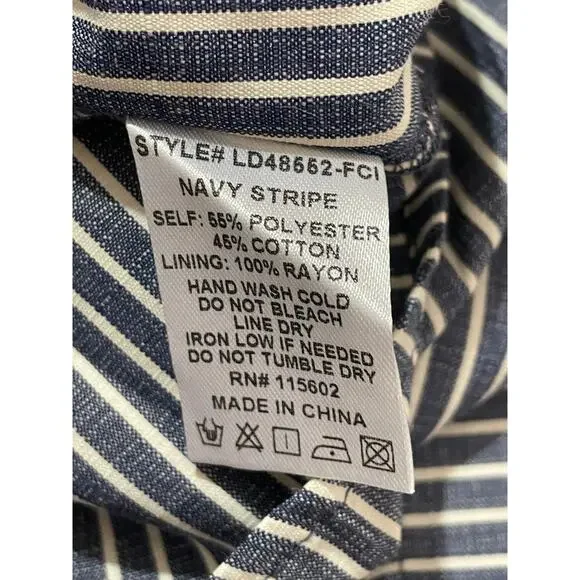 STYLE# LD48552-FCI
NAVY STRIPE
SELF: 55% POLYESTER
45% COTTON
LINING: 100% RAYON
HAND WASH COLD
DO NOT BLEACH
LINE DRY
IRON LOW IF NEEDED
DO NOT TUMBLE DRY
RN# 115602
MADE IN CHINA